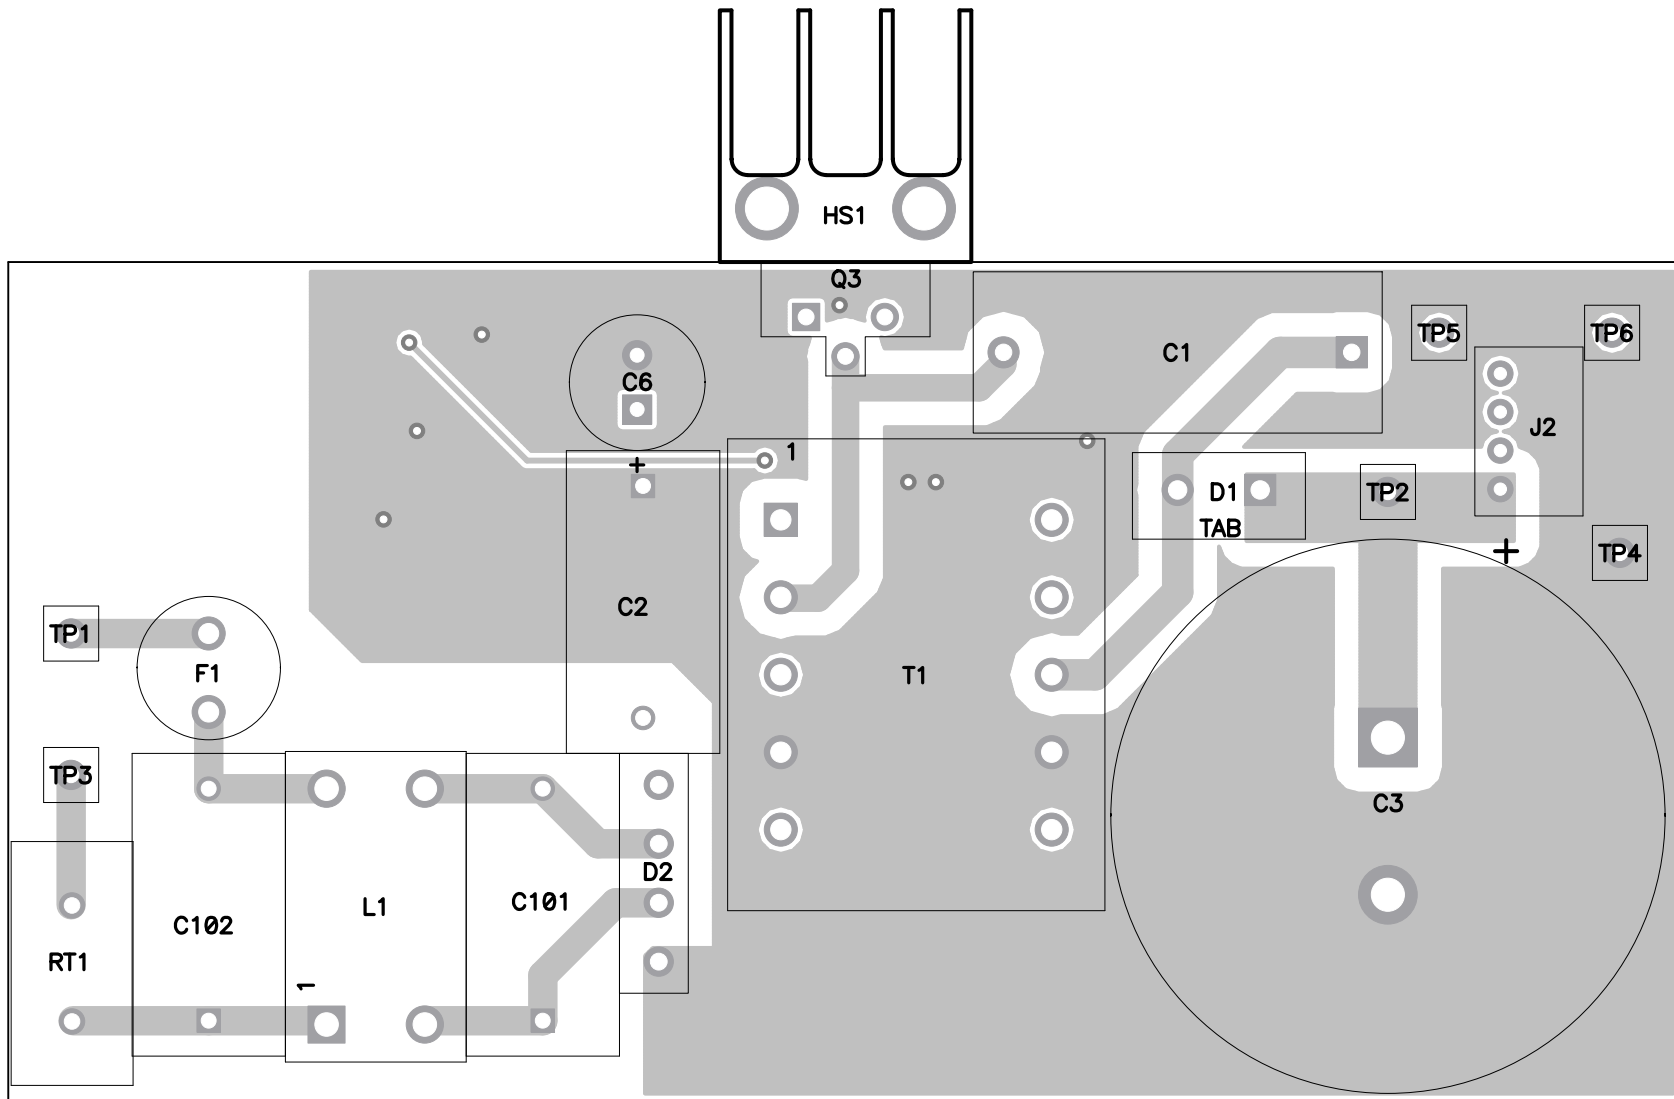 HS1
Q3
C1
TP5
TP6
C6
J2
1
+
D1
TP2
TAB
+
TP4
C2
TP1
F1
T1
TP3
C3
D2
C101
L1
C102
RT1
1